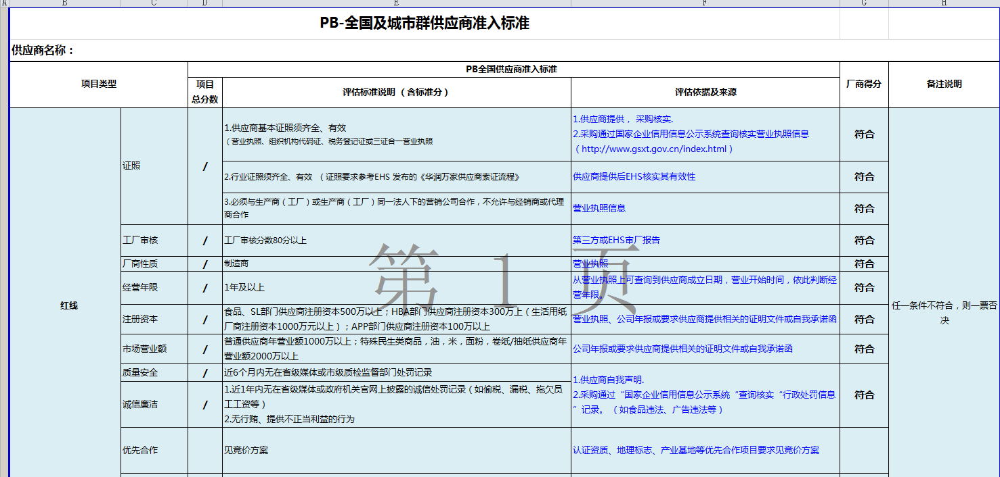 A B C D E F G H
PB-全国及城市群供应商准入标准
供应商名称：
项目类型
PB全国供应商准入标准
厂商得分
备注说明
项目
总分数
评估标准说明（含标准分）
评估依据及来源
红线
证照
/
1.供应商基本证照须齐全、有效
（营业执照、组织机构代码证、税务登记证或三证合一营业执照
1.供应商提供， 采购核实.
2.采购通过国家企业信用信息公示系统查询核实营业执照信息
（http://www.gsxt.gov.cn/index.html）
符合
2.行业证照须齐全、有效 （证照要求参考EHS 发布的《华润万家供应商索证流程》
供应商提供后EHS核实其有效性
符合
3.必须与生产商（工厂）或生产商（工厂）同一法人下的营销公司合作，不允许与经销商或代理
商合作
营业执照信息
符合
工厂审核
/
工厂审核分数80分以上
第三方或EHS审厂报告
符合
厂商性质
/
制造商
营业执照
符合
经营年限
/
1年及以上
从营业执照上可查询到供应商成立日期，营业开始时间，依此判断经
营年限。
符合
注册资本
/
食品、SL部门供应商注册资本500万以上；HBA部门供应商注册资本300万上（生活用纸
厂商注册资本1000万元以上）；APP部门供应商注册资本100万以上
营业执照、公司年报或要求供应商提供相关的证明文件或自我承诺函
符合
任一条件不符合，则一票否
决
市场营业额
/
普通供应商年营业额1000万以上；特殊民生类商品，油，米，面粉，卷纸/抽纸供应商年
营业额2000万以上
公司年报或要求供应商提供相关的证明文件或自我承诺函
符合
质量安全
/
近6个月内无在省级媒体或市级质检监督部门处罚记录
1.供应商自我声明.
2.采购通过“国家企业信用信息公示系统“查询核实“行政处罚信息
”记录。（如食品违法、广告违法等）
符合
诚信廉洁
/
1.近1年内无在省级媒体或政府机关官网上披露的诚信处罚记录（如偷税、漏税、拖欠员
工工资等）
2.无行贿、提供不正当利益的行为
优先合作
见竞价方案
认证资质、地理标志、产业基地等优先合作项目要求见竞价方案
第 1 页